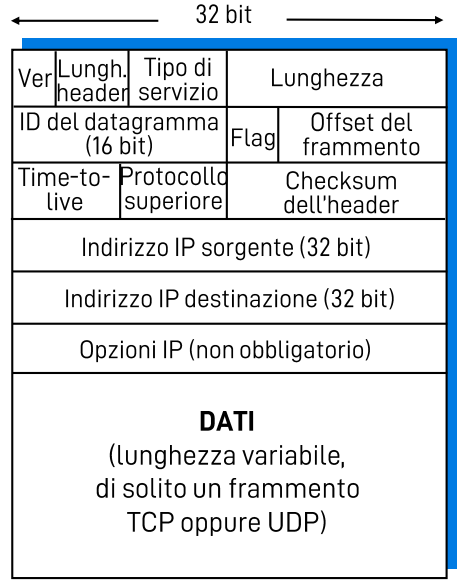 32 bit
Ver
Lungh.
header
Tipo di
servizio
Lunghezza
ID del datagramma
(16 bit)
Flag
Offset del
frammento
Time-to-
live
Protocollo
superiore
Checksum
dell'header
Indirizzo IP sorgente (32 bit)
Indirizzo IP destinazione (32 bit)
Opzioni IP (non obbligatorio)
DATI
(lunghezza variabile,
di solito un frammento
TCP oppure UDP)